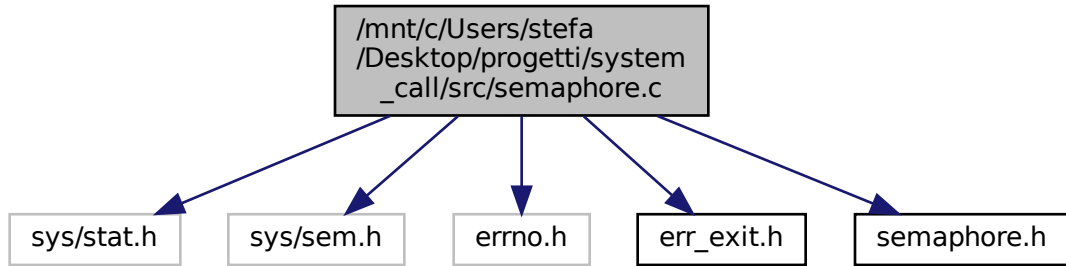 /mnt/c/Users/stefa
/Desktop/progetti/system
_call/src/semaphore.c
sys/stat.h
sys/sem.h
errno.h
err_exit.h
semaphore.h